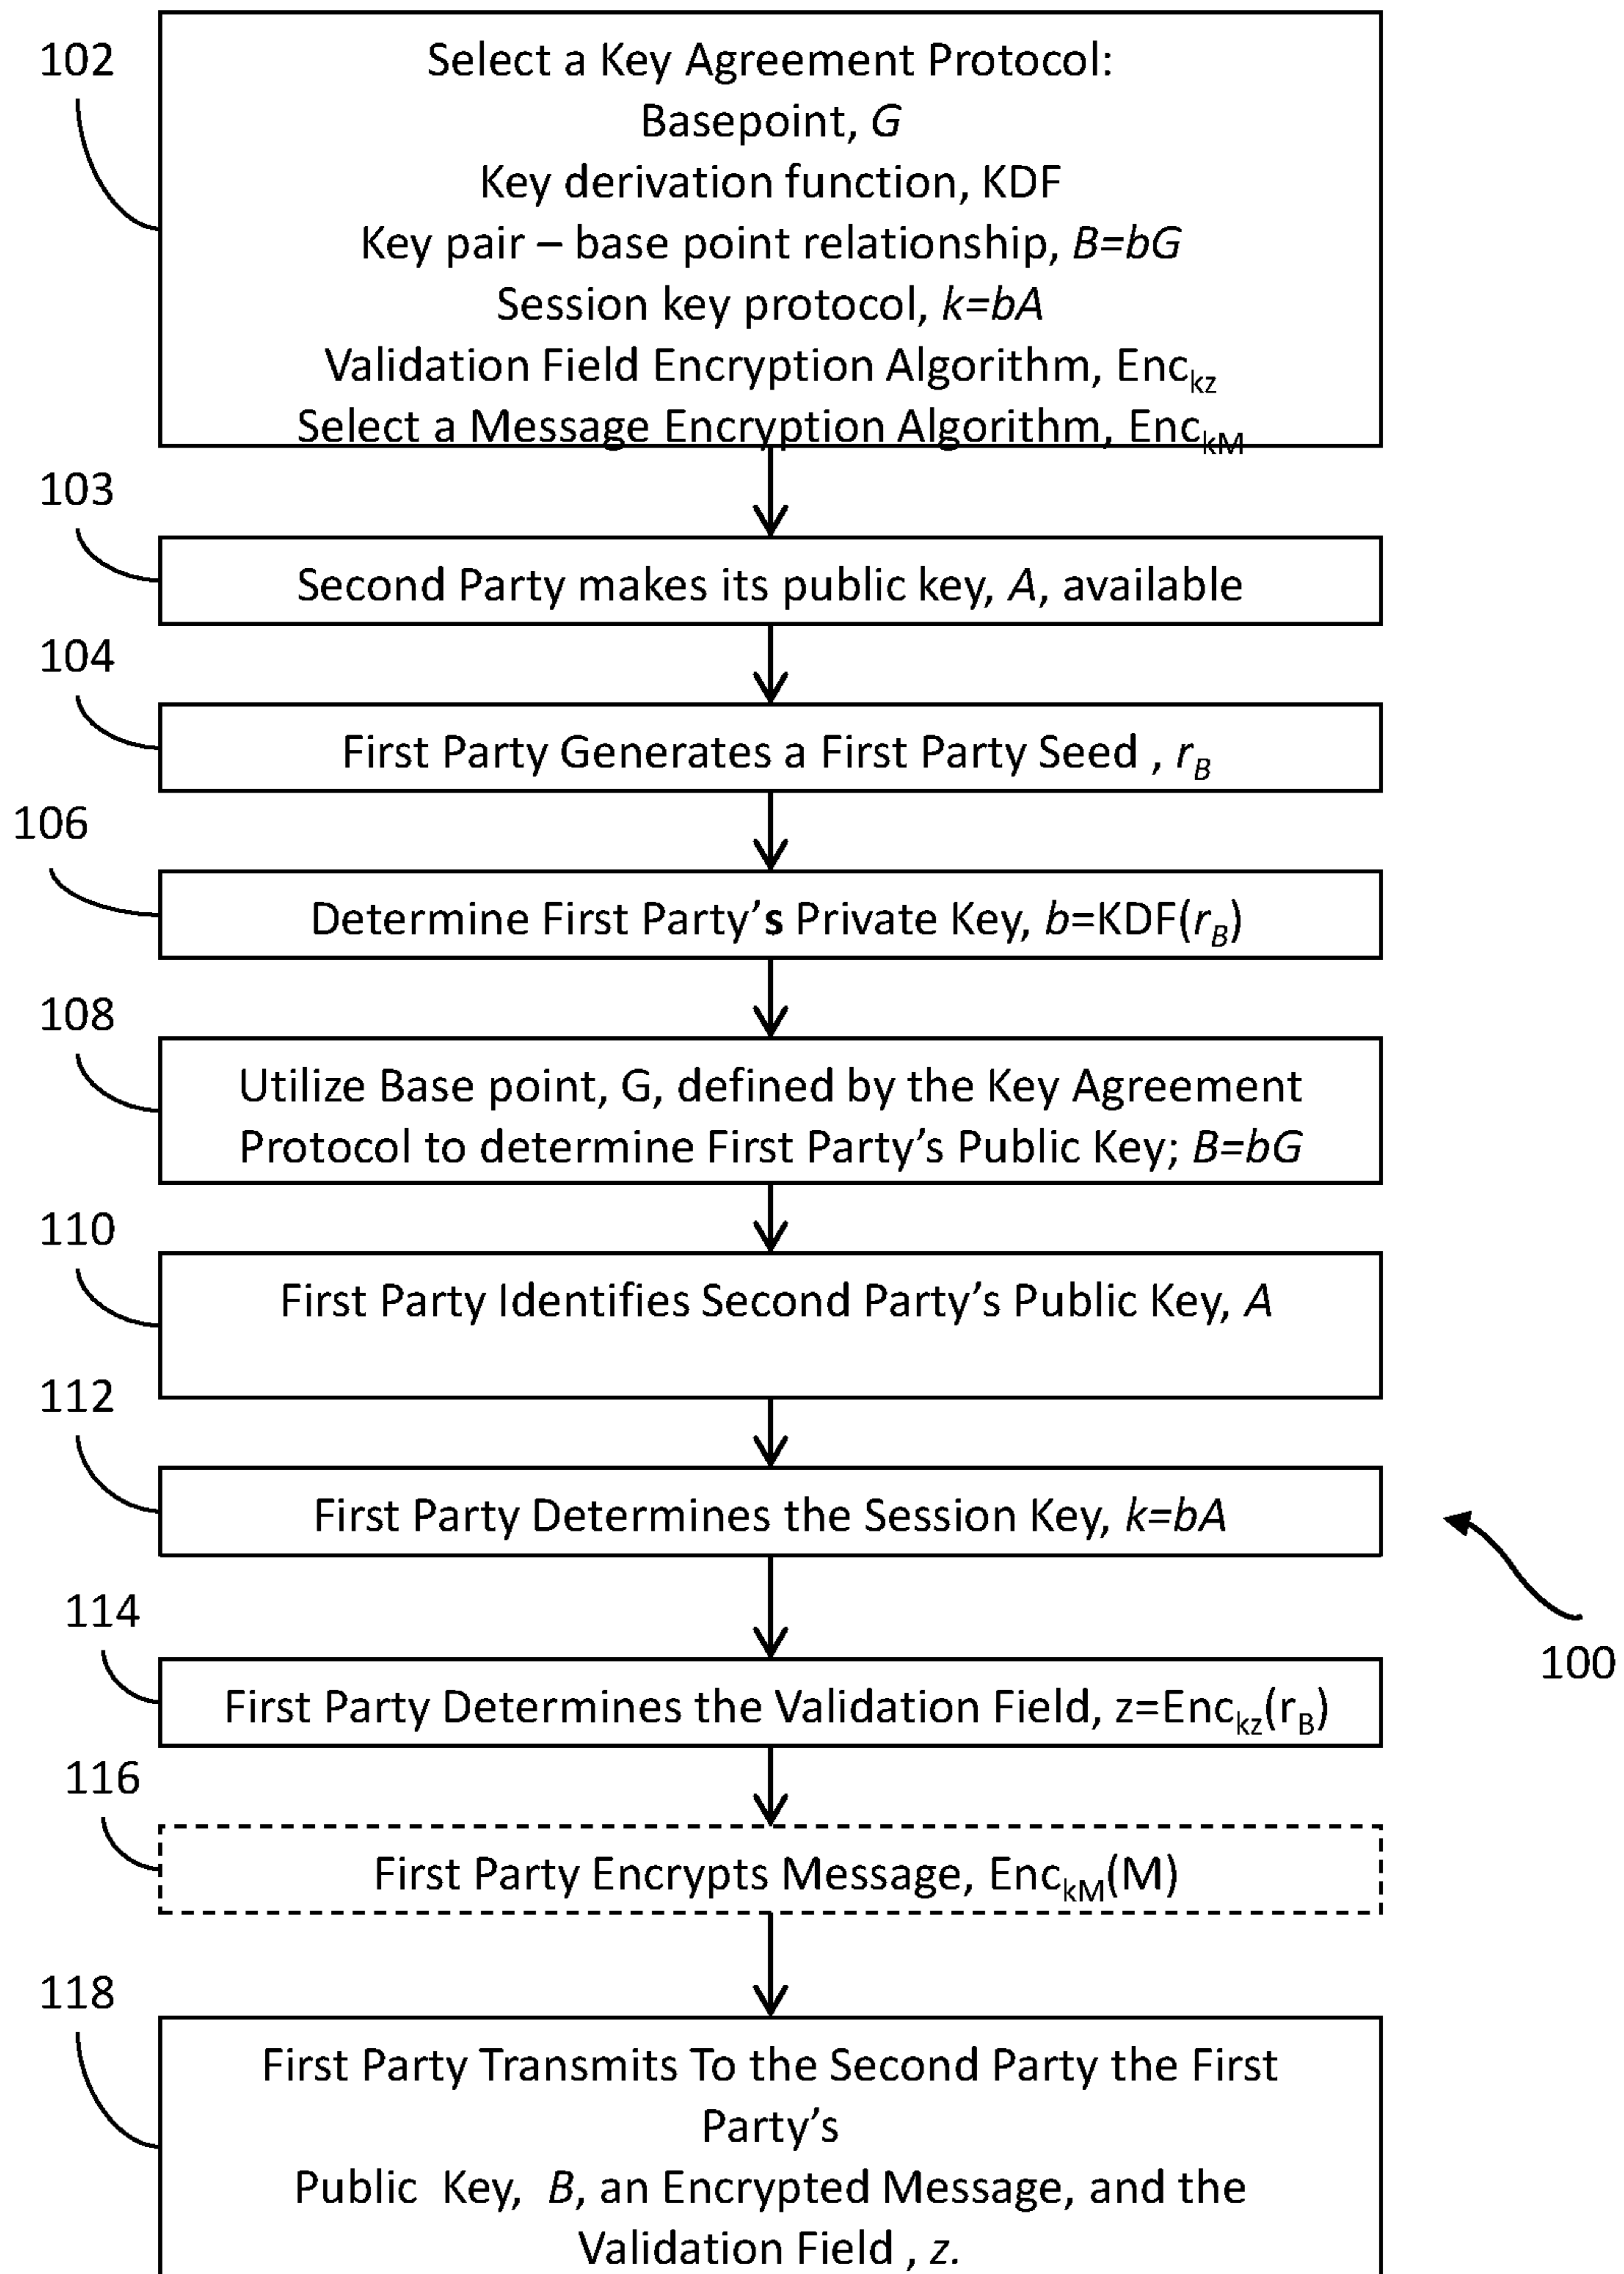 102
Select a Key Agreement Protocol:
Basepoint, G
Key derivation function, KDF
Key pair – base point relationship, B=bG
Session key protocol, k=bA
Validation Field Encryption Algorithm, Enckz
Select a Message Encryption Algorithm, EnckM
103
Second Party makes its public key, A, available
104
First Party Generates a First Party Seed , rB
106
Determine First Party's Private Key, b=KDF(rB)
108
Utilize Base point, G, defined by the Key Agreement
Protocol to determine First Party's Public Key; B=bG
110
First Party Identifies Second Party's Public Key, A
112
First Party Determines the Session Key, k=bA
100
114
First Party Determines the Validation Field, z=Enckz(rB)
116
First Party Encrypts Message, EnckM(M)
118
First Party Transmits To the Second Party the First
Party's
Public Key, B, an Encrypted Message, and the
Validation Field , z.